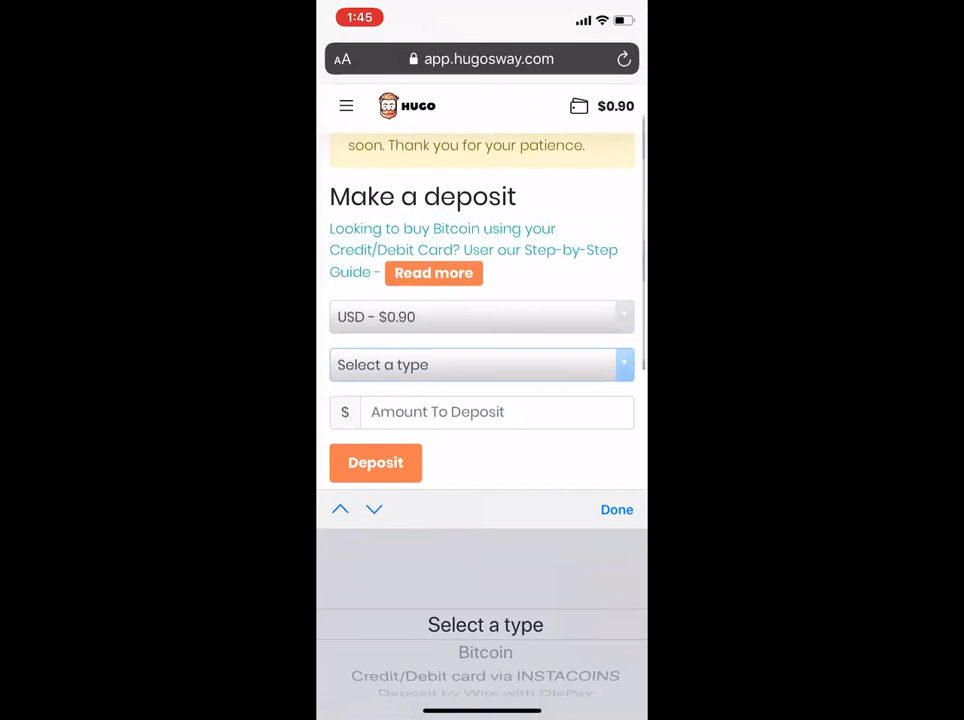 1:45
AA app.hugosway.com
HUGO $0.90
soon. Thank you for your patience.
Make a deposit
Looking to buy Bitcoin using your
Credit/Debit Card? User our Step-by-Step
Guide - Read more
USD - $0.90
Select a type
$ Amount To Deposit
Deposit
Done
Select a type
Bitcoin
Credit/Debit card via INSTACOINS
Deposit by Wire with OlePay